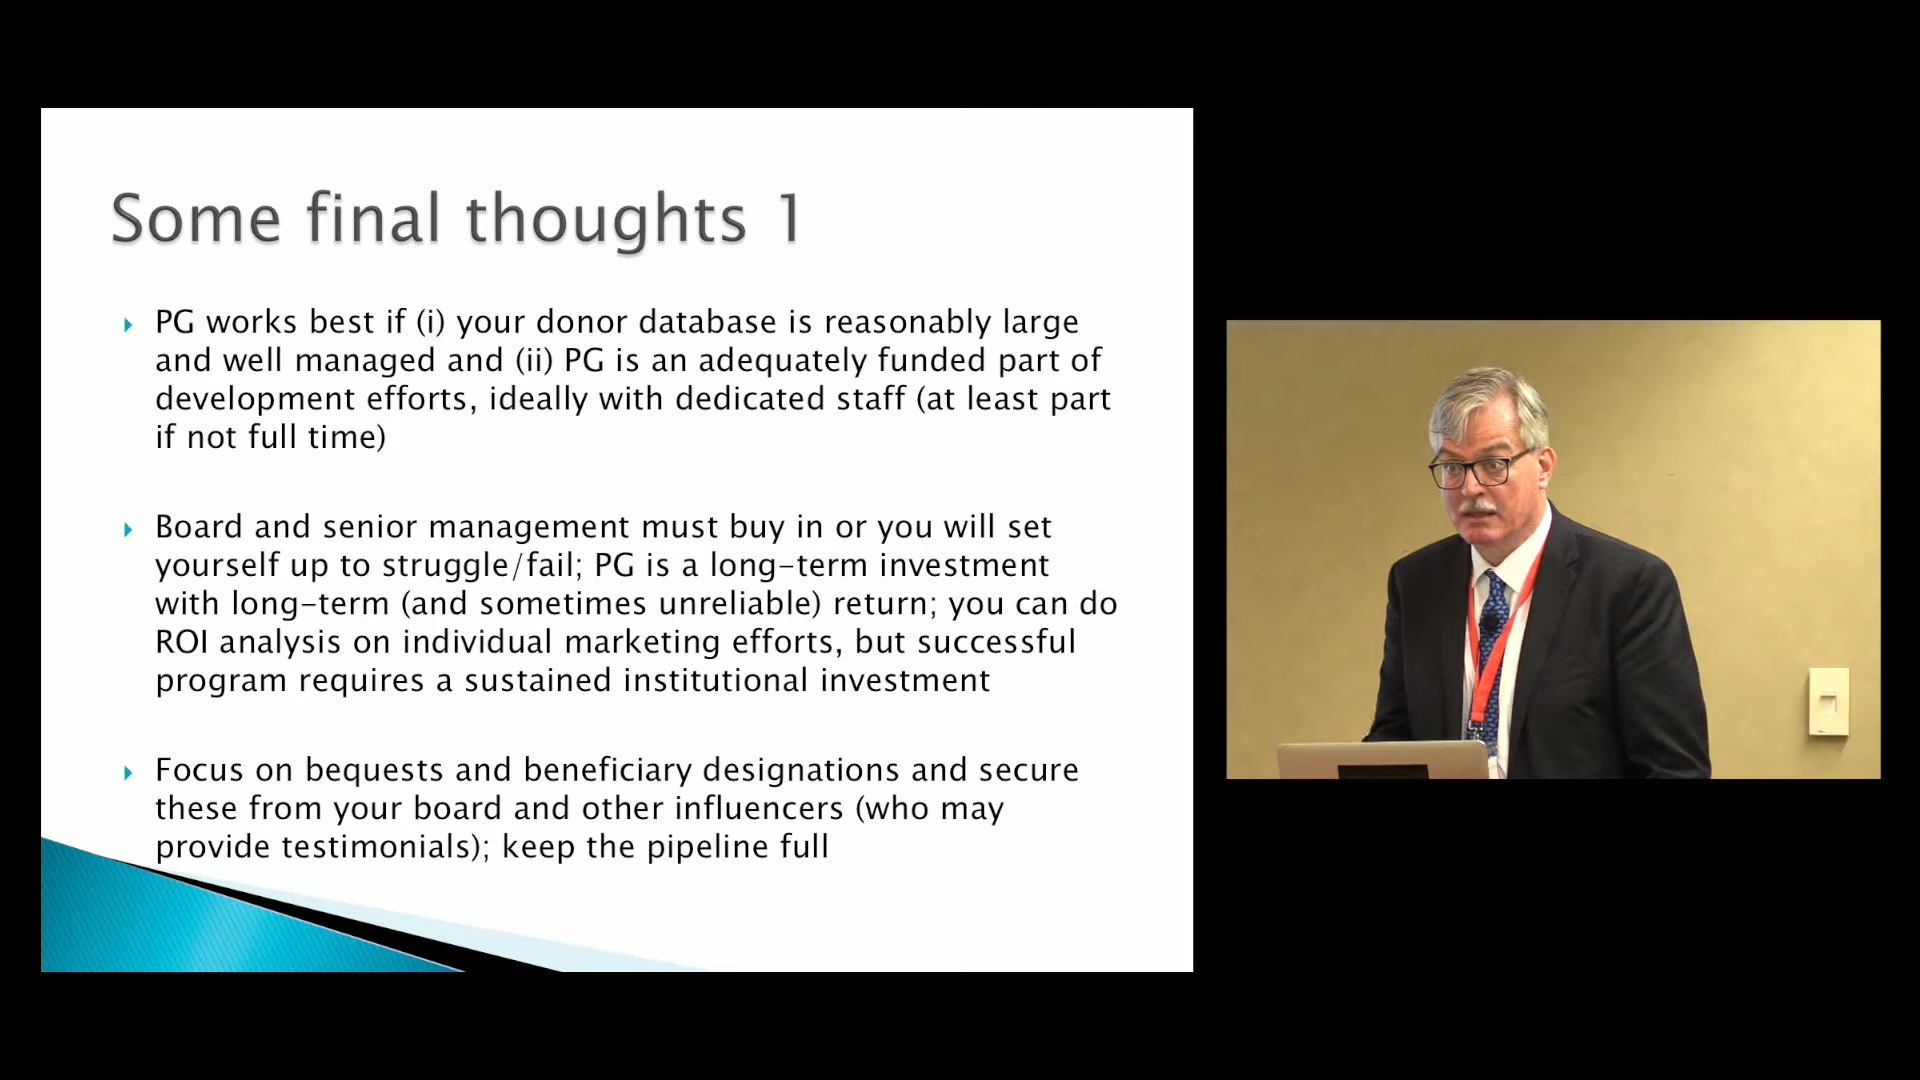 Some final thoughts 1
PG works best if (i) your donor database is reasonably large
and well managed and (ii) PG is an adequately funded part of
development efforts, ideally with dedicated staff (at least part
if not full time)
Board and senior management must buy in or you will set
yourself up to struggle/fail; PG is a long-term investment
with long-term (and sometimes unreliable) return; you can do
ROI analysis on individual marketing efforts, but successful
program requires a sustained institutional investment
Focus on bequests and beneficiary designations and secure
these from your board and other influencers (who may
provide testimonials); keep the pipeline full